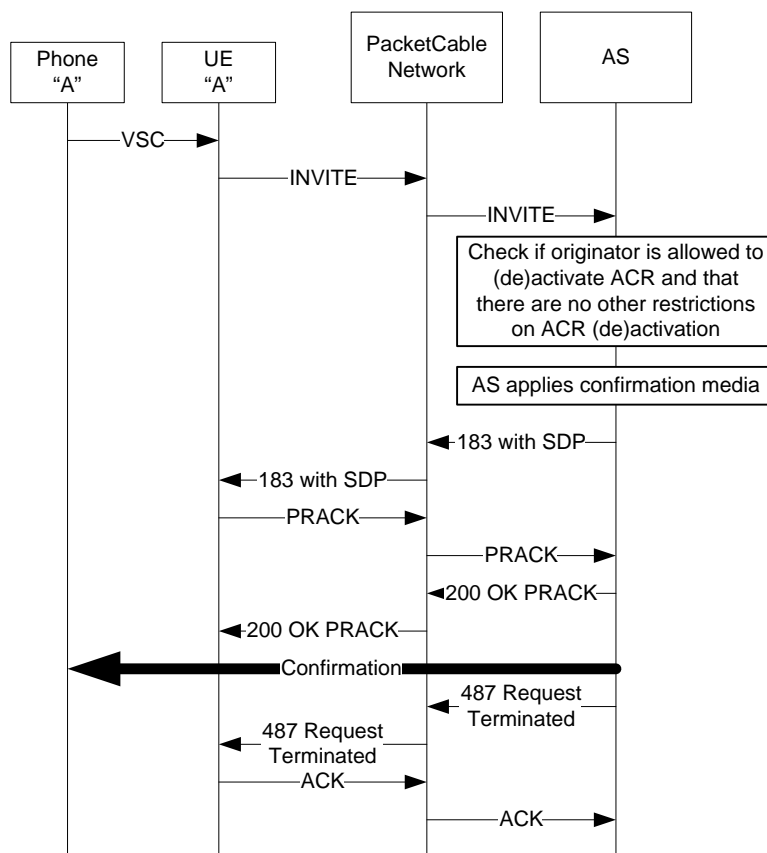 Phone
“A”
UE
“A”
PacketCable
Network
AS
VSC
INVITE
INVITE
Check if originator is allowed to
(de)activate ACR and that
there are no other restrictions
on ACR (de)activation
AS applies confirmation media
183 with SDP
183 with SDP
PRACK
PRACK
200 OK PRACK
200 OK PRACK
Confirmation
487 Request
Terminated
487 Request
Terminated
ACK
ACK